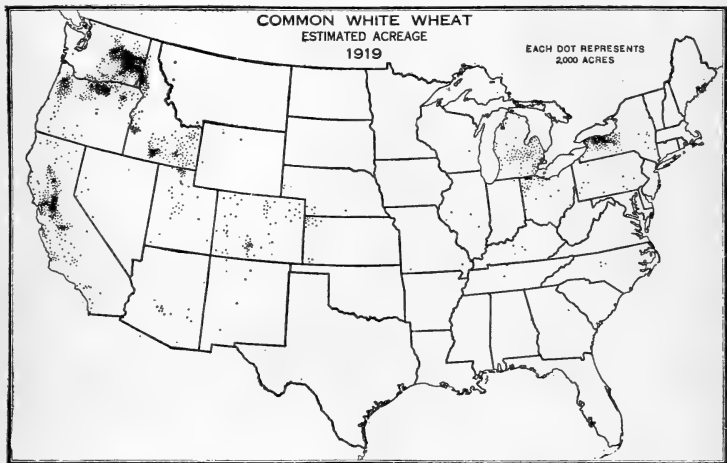 COMMON WHITE WHEAT
ESTIMATED ACREAGE
1919
EACH DOT REPRESENTS
2,000 ACRES